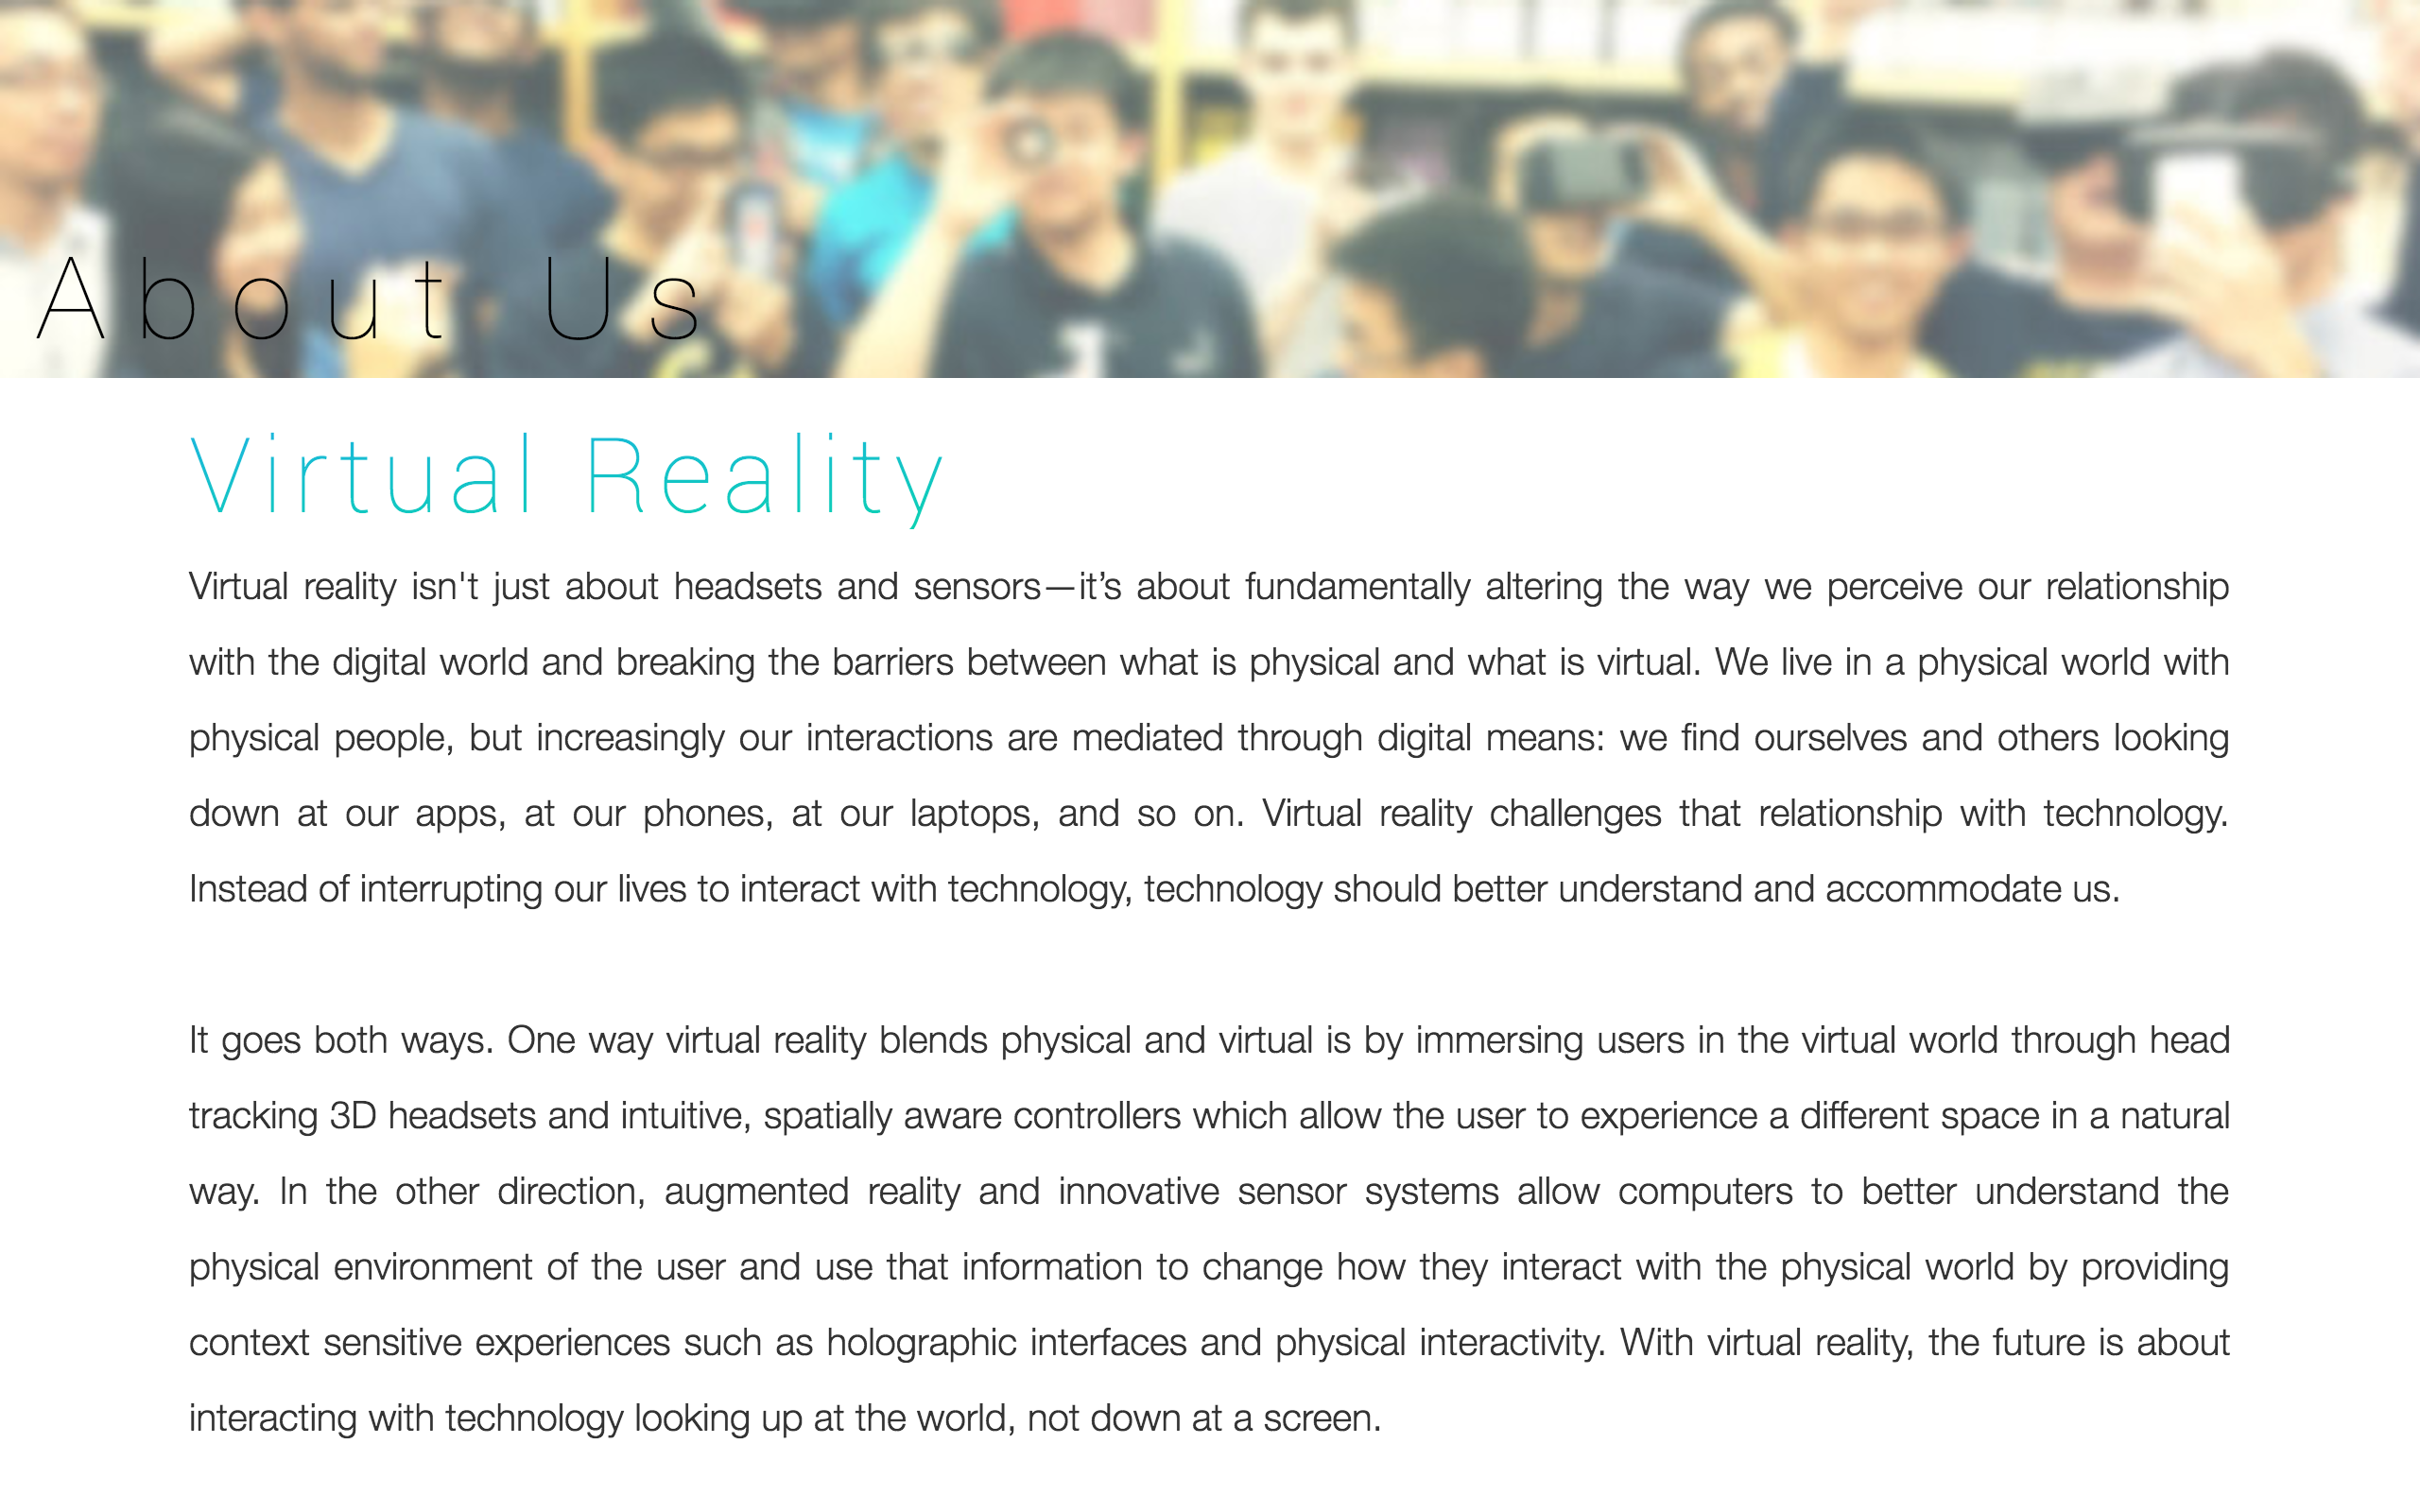 About Us
Virtual Reality
Virtual reality isn't just about headsets and sensors—it’s about fundamentally altering the way we perceive our relationship
with the digital world and breaking the barriers between what is physical and what is virtual. We live in a physical world with
physical people, but increasingly our interactions are mediated through digital means: we find ourselves and others looking
down at our apps, at our phones, at our laptops, and so on. Virtual reality challenges that relationship with technology.
Instead of interrupting our lives to interact with technology, technology should better understand and accommodate us.
It goes both ways. One way virtual reality blends physical and virtual is by immersing users in the virtual world through head
tracking 3D headsets and intuitive, spatially aware controllers which allow the user to experience a different space in a natural
way. In the other direction, augmented reality and innovative sensor systems allow computers to better understand the
physical environment of the user and use that information to change how they interact with the physical world by providing
context sensitive experiences such as holographic interfaces and physical interactivity. With virtual reality, the future is about
interacting with technology looking up at the world, not down at a screen.